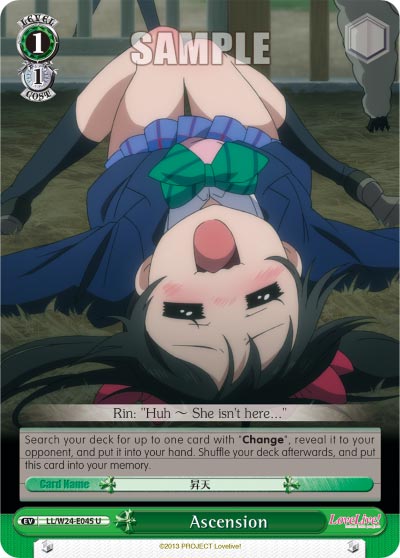 LEVEL
1
1
COST
SAMPLE
Rin: "Huh ～ She isn't here..."
Search your deck for up to one card with "Change", reveal it to your
opponent, and put it into your hand. Shuffle your deck afterwards, and put
this card into your memory.
Card Name 昇天
EV LL/W24-E045 U Ascension LoveLive!
©2013 PROJECT Lovelive!